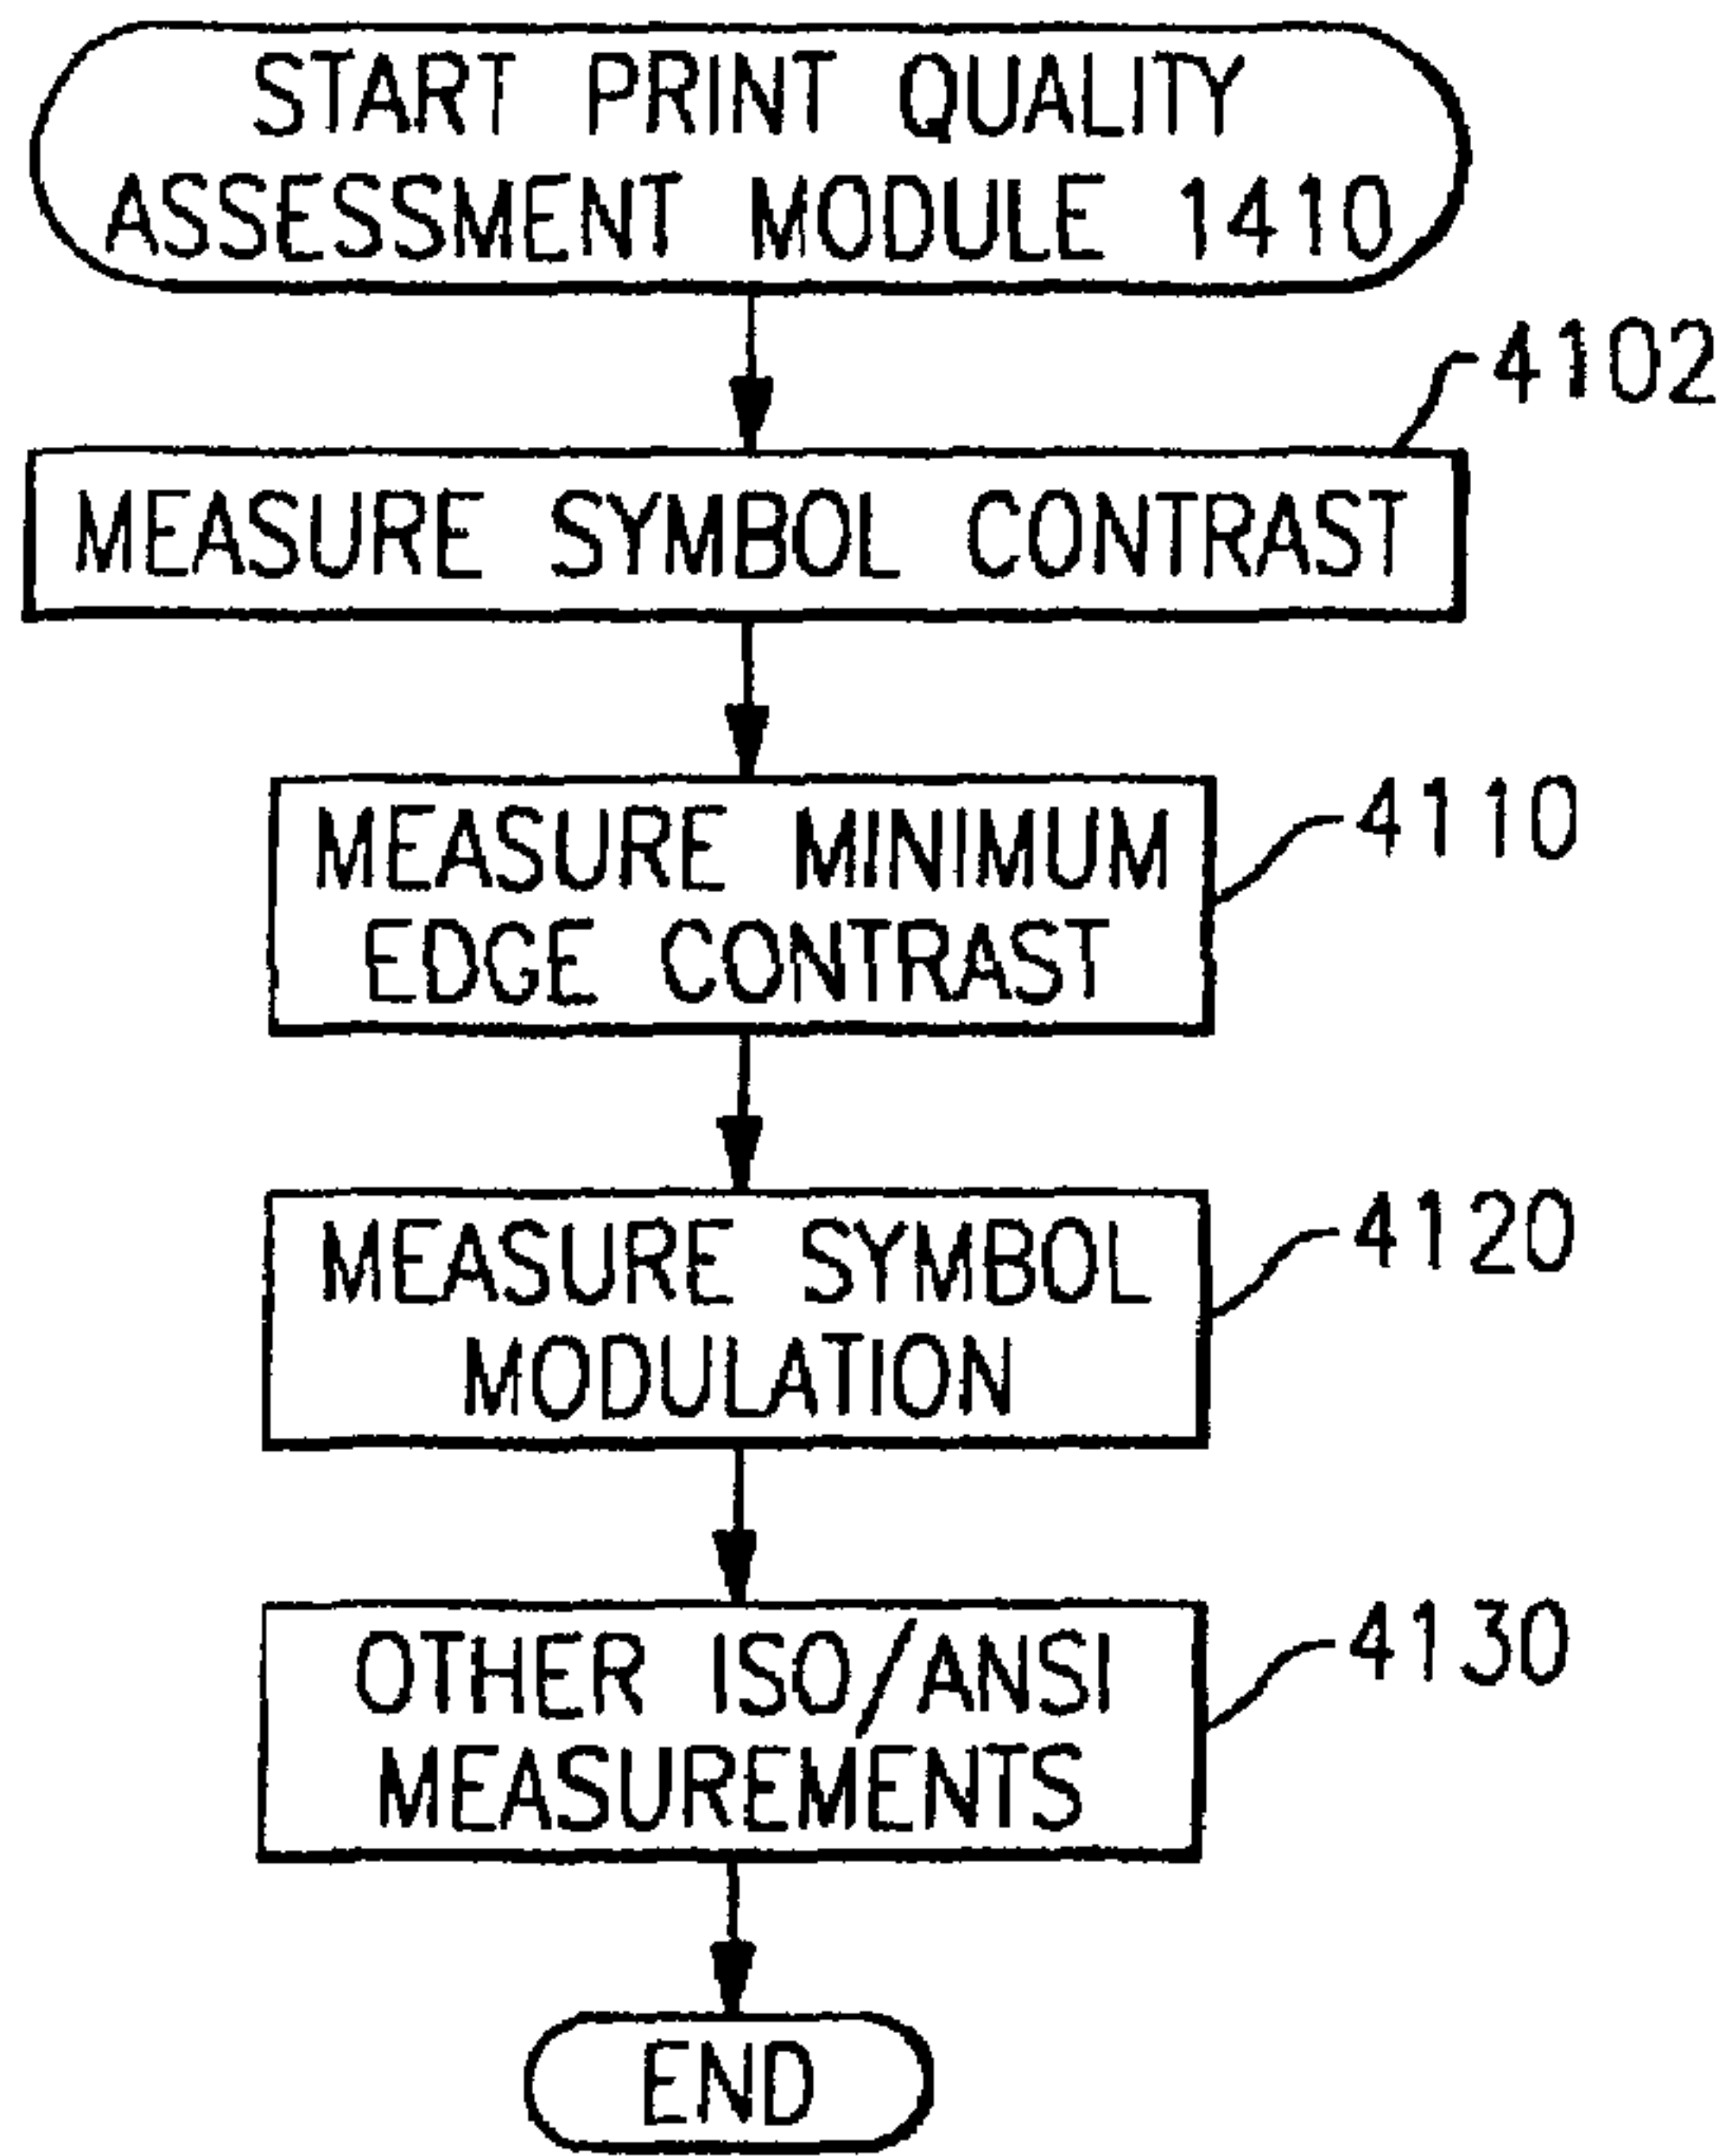 START PRINT QUALITY
ASSESSMENT MODULE 1410
4102
MEASURE SYMBOL CONTRAST
4110
MEASURE MINIMUM
EDGE CONTRAST
4120
MEASURE SYMBOL
MODULATION
4130
OTHER ISO/ANSI
MEASUREMENTS
END